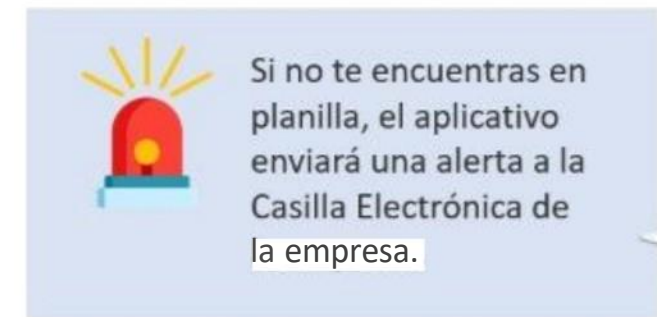 Si no te encuentras en
planilla, el aplicativo
enviará una alerta a la
Casilla Electrónica de
la empresa.